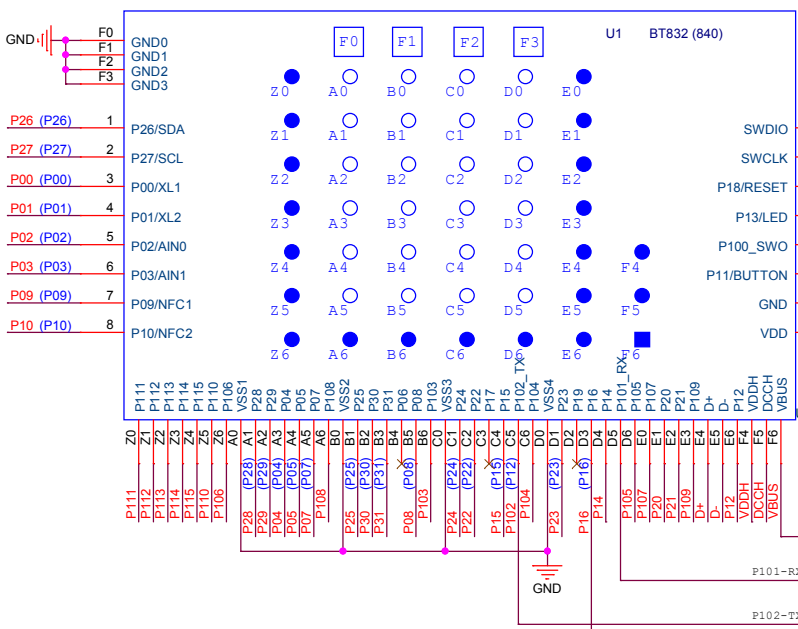 U1 BT832 (840)
GND
F0 GND0
F1 GND1
F2 GND2
F3 GND3
F0 F1 F2 F3
Z0 A0 B0 C0 D0 E0
Z1 A1 B1 C1 D1 E1
Z2 A2 B2 C2 D2 E2
Z3 A3 B3 C3 D3 E3
Z4 A4 B4 C4 D4 E4 F4
Z5 A5 B5 C5 D5 E5 F5
Z6 A6 B6 C6 D6 E6 F6
P26 (P26) 1 P26/SDA
P27 (P27) 2 P27/SCL
P00 (P00) 3 P00/XL1
P01 (P01) 4 P01/XL2
P02 (P02) 5 P02/AIN0
P03 (P03) 6 P03/AIN1
P09 (P09) 7 P09/NFC1
P10 (P10) 8 P10/NFC2
SWDIO
SWCLK
P18/RESET
P13/LED
P100_SWO
P11/BUTTON
GND
VDD
P111 P112 P113 P114 P115 P110 P106 VSS1 P28 P29 P04 P05 P07 P108 VSS2 P25 P30 P31 P06 P08 P103 VSS3 P24 P22 P17 P15 P102_TX P104 VSS4 P23 P19 P16 P14 P101_RX P105 P107 P20 P21 P109 D+ D- P12 VDDH DCCH VBUS
Z0 Z1 Z2 Z3 Z4 Z5 Z6 A0 A1 A2 A3 A4 A5 A6 B0 B1 B2 B3 B4 B5 B6 C0 C1 C2 C3 C4 C5 C6 D0 D1 D2 D3 D4 D5 D6 E0 E1 E2 E3 E4 E5 E6 F4 F5 F6
(P28) (P29) (P04) (P05) (P07) (P25) (P30) (P31) (P08) (P24) (P22) (P15) (P12) (P23) (P16)
P111 P112 P113 P114 P115 P110 P106 P28 P29 P04 P05 P07 P108 P25 P30 P31 P08 P103 P24 P22 P15 P102 P104 P23 P16 P14 P105 P107 P20 P21 P109 D+ D- P12 VDDH DCCH VBUS
GND
P101-RX
P102-TX